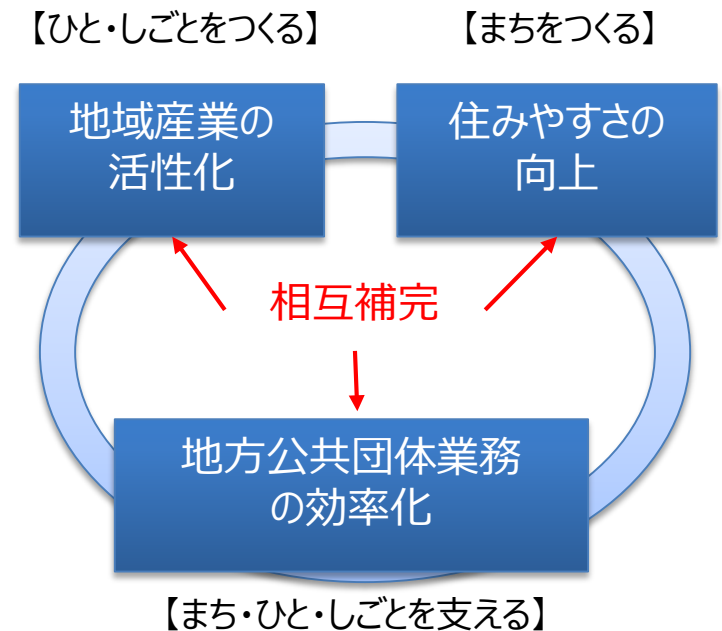 【ひと・しごとをつくる】
【まちをつくる】
地域産業の
活性化
住みやすさの
向上
相互補完
地方公共団体業務
の効率化
【まち・ひと・しごとを支える】